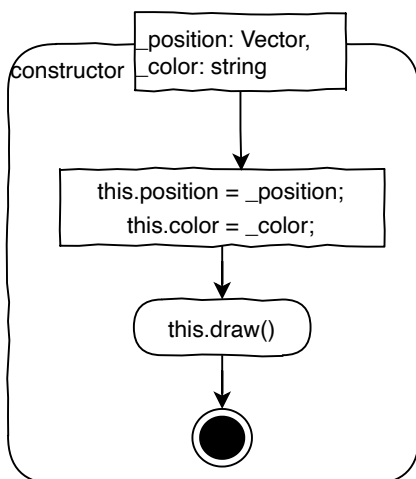 _position: Vector,
constructor _color: string
this.position = _position;
this.color = _color;
this.draw()